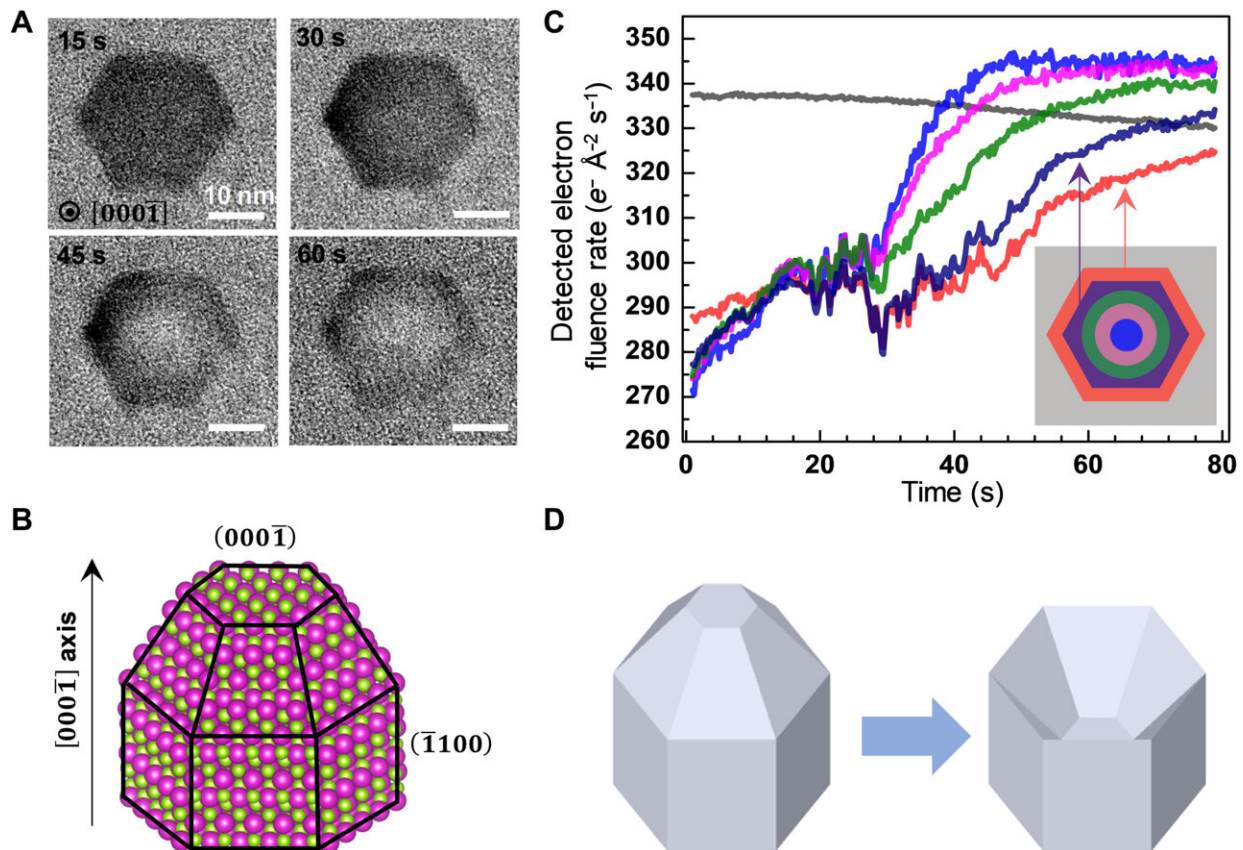 A
15 s
30 s
10 nm
[0001̅]
45 s
60 s
B
(0001̅)
[0001̅] axis
(1̅100)
C
Detected electron
fluence rate (e⁻ Å⁻² s⁻¹)
350
340
330
320
310
300
290
280
270
260
0
20
40
60
80
Time (s)
D